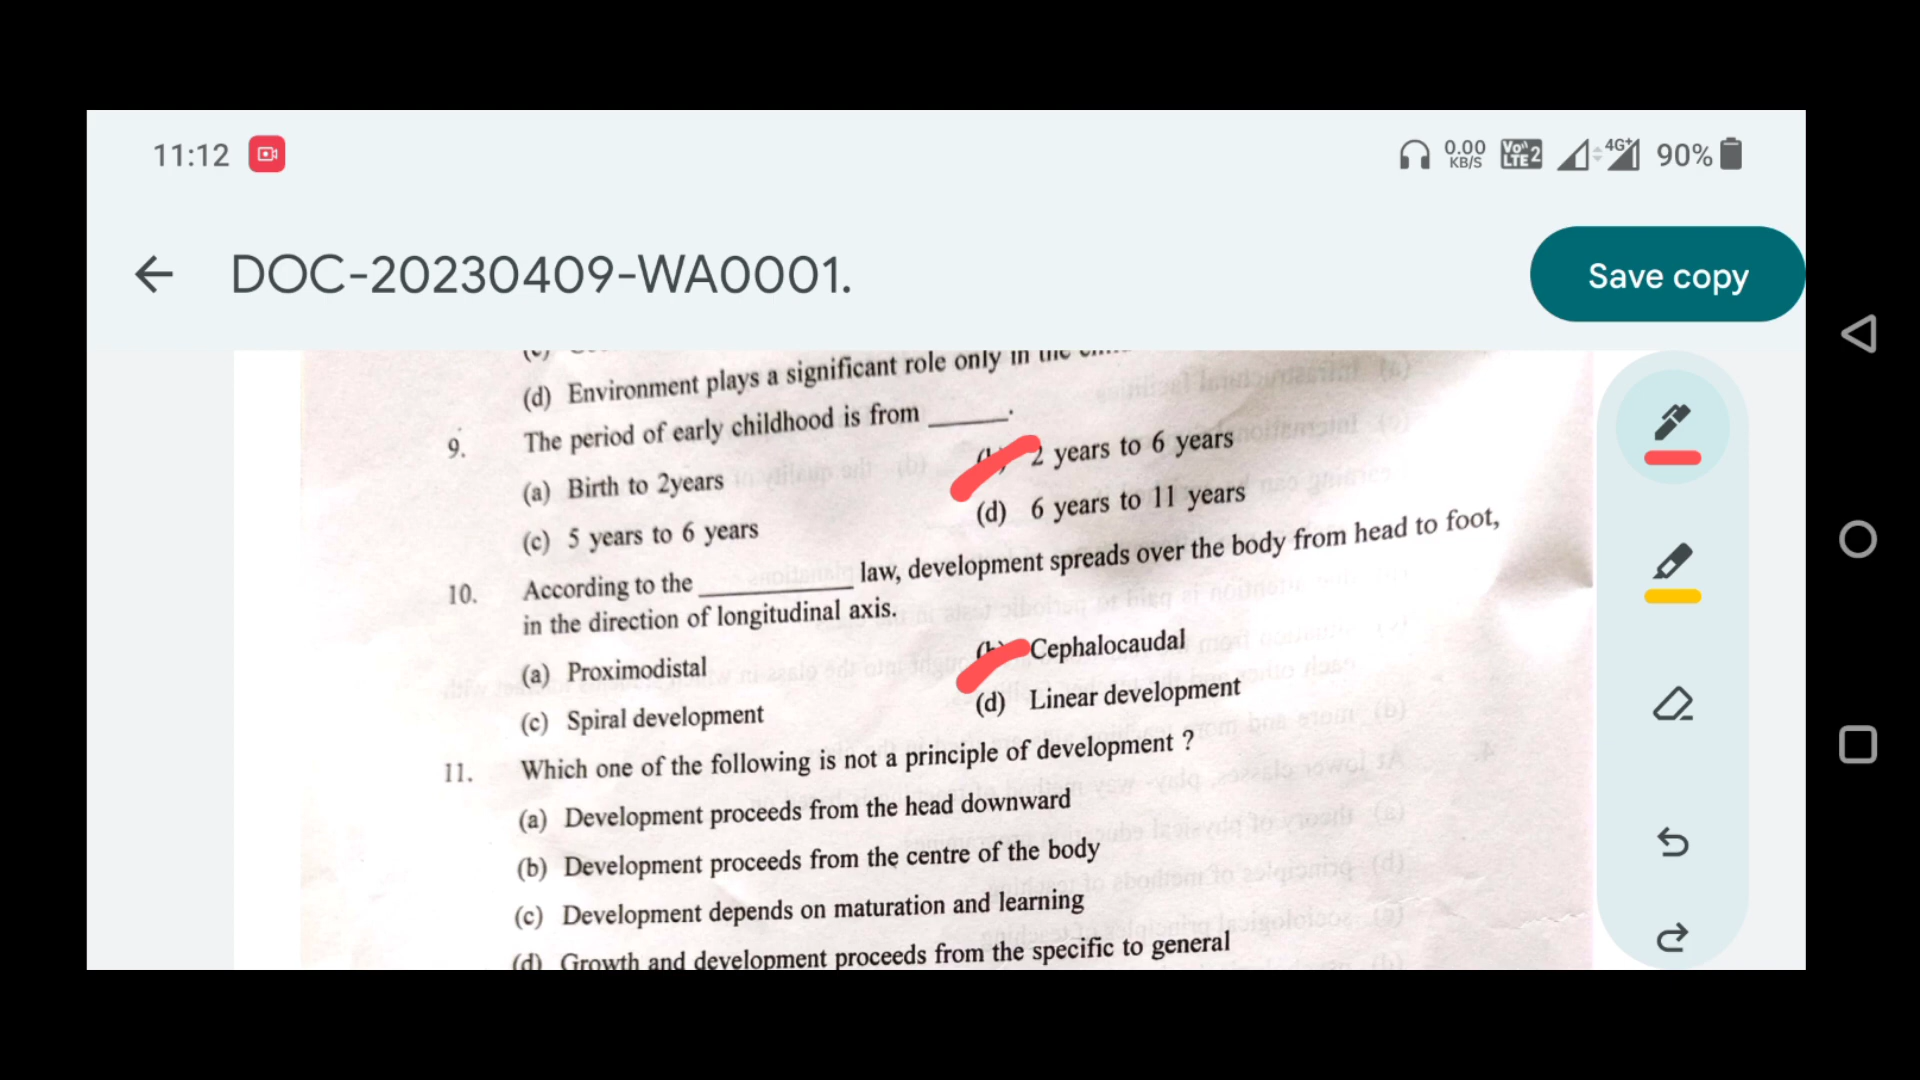 11:12
0.00 KB/S Vo)) LTE 2 4G+ 90%
DOC-20230409-WA0001.
Save copy
(d) Environment plays a significant role only in the
9. The period of early childhood is from ______.
(a) Birth to 2years
2 years to 6 years
(c) 5 years to 6 years
(d) 6 years to 11 years
10. According to the ____________ law, development spreads over the body from head to foot,
in the direction of longitudinal axis.
(a) Proximodistal
Cephalocaudal
(c) Spiral development
(d) Linear development
11. Which one of the following is not a principle of development ?
(a) Development proceeds from the head downward
(b) Development proceeds from the centre of the body
(c) Development depends on maturation and learning
(d) Growth and development proceeds from the specific to general